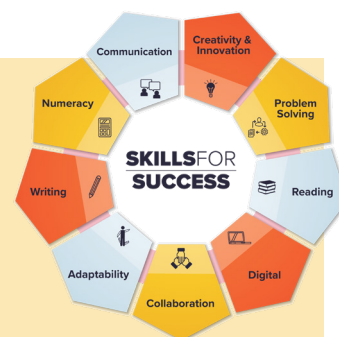 Communication
Creativity &
Innovation
Numeracy
Problem
Solving
SKILLSFOR
SUCCESS
Writing
Reading
Adaptability
Digital
Collaboration